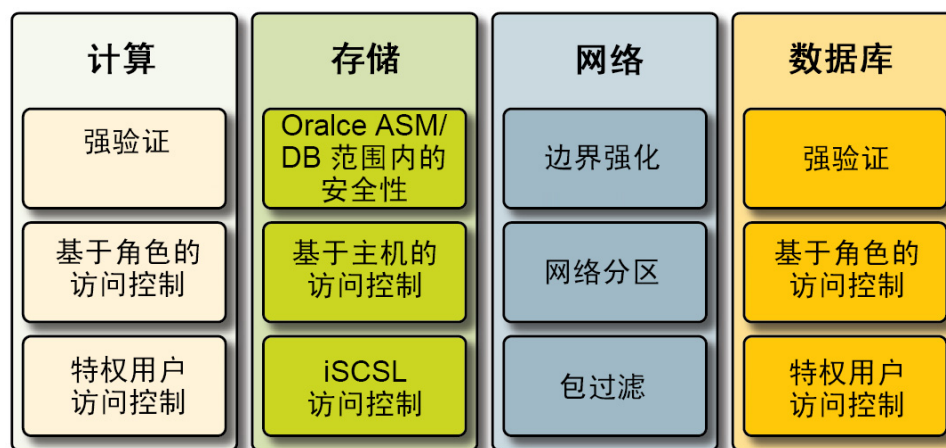 计算
强验证
基于角色的
访问控制
特权用户
访问控制
存储
Oralce ASM/
DB 范围内的
安全性
基于主机的
访问控制
iSCSL
访问控制
网络
边界强化
网络分区
包过滤
数据库
强验证
基于角色的
访问控制
特权用户
访问控制